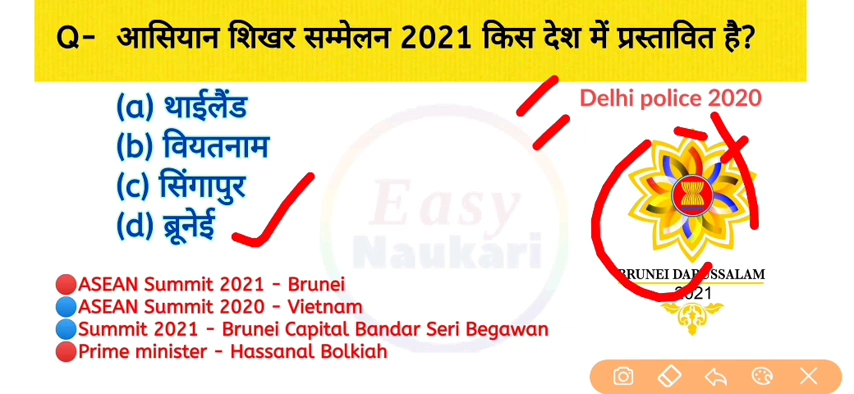 Q- आसियान शिखर सम्मेलन 2021 किस देश में प्रस्तावित है?
Delhi police 2020
(a) थाईलैंड
(b) वियतनाम
(c) सिंगापुर
(d) ब्रूनेई
Easy
Naukari
BRUNEI DARUSSALAM
2021
ASEAN Summit 2021 - Brunei
ASEAN Summit 2020 - Vietnam
Summit 2021 - Brunei Capital Bandar Seri Begawan
Prime minister - Hassanal Bolkiah